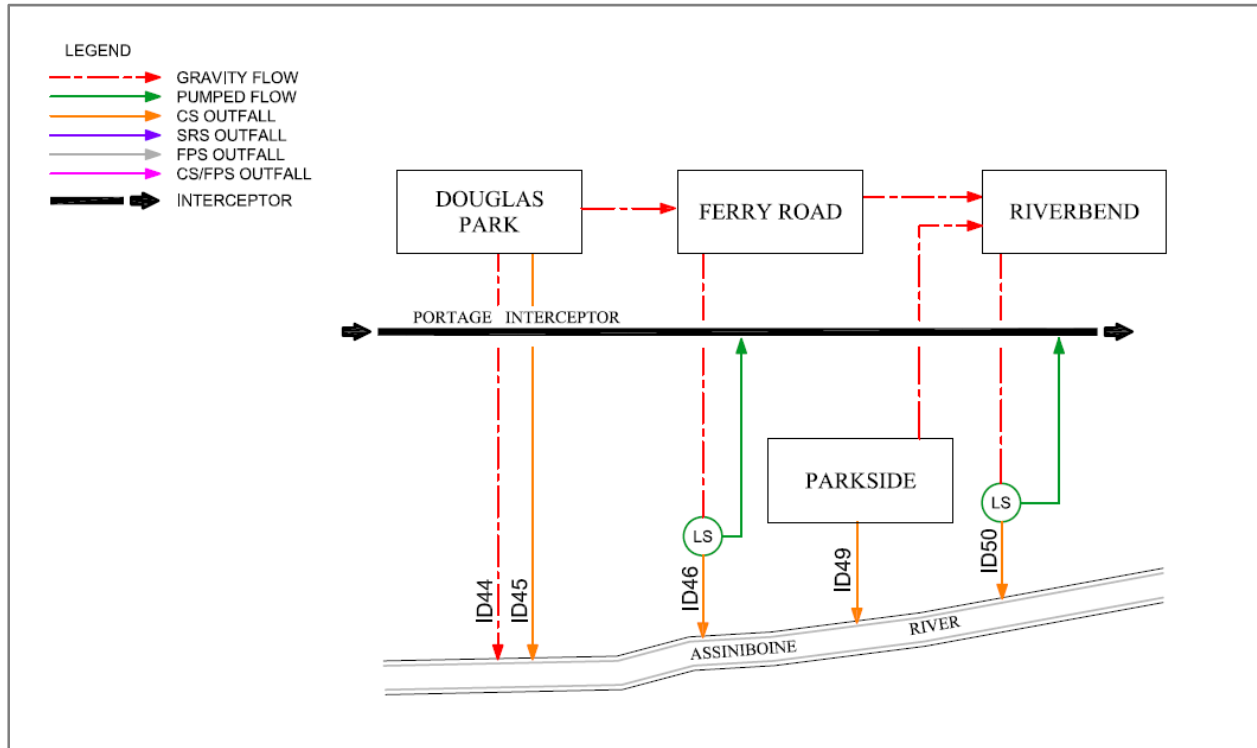 LEGEND
GRAVITY FLOW
PUMPED FLOW
CS OUTFALL
SRS OUTFALL
FPS OUTFALL
CS/FPS OUTFALL
INTERCEPTOR
DOUGLAS
PARK
FERRY ROAD
RIVERBEND
PORTAGE INTERCEPTOR
PARKSIDE
LS
LS
ID44
ID45
ID46
ID49
ID50
ASSINIBOINE
RIVER